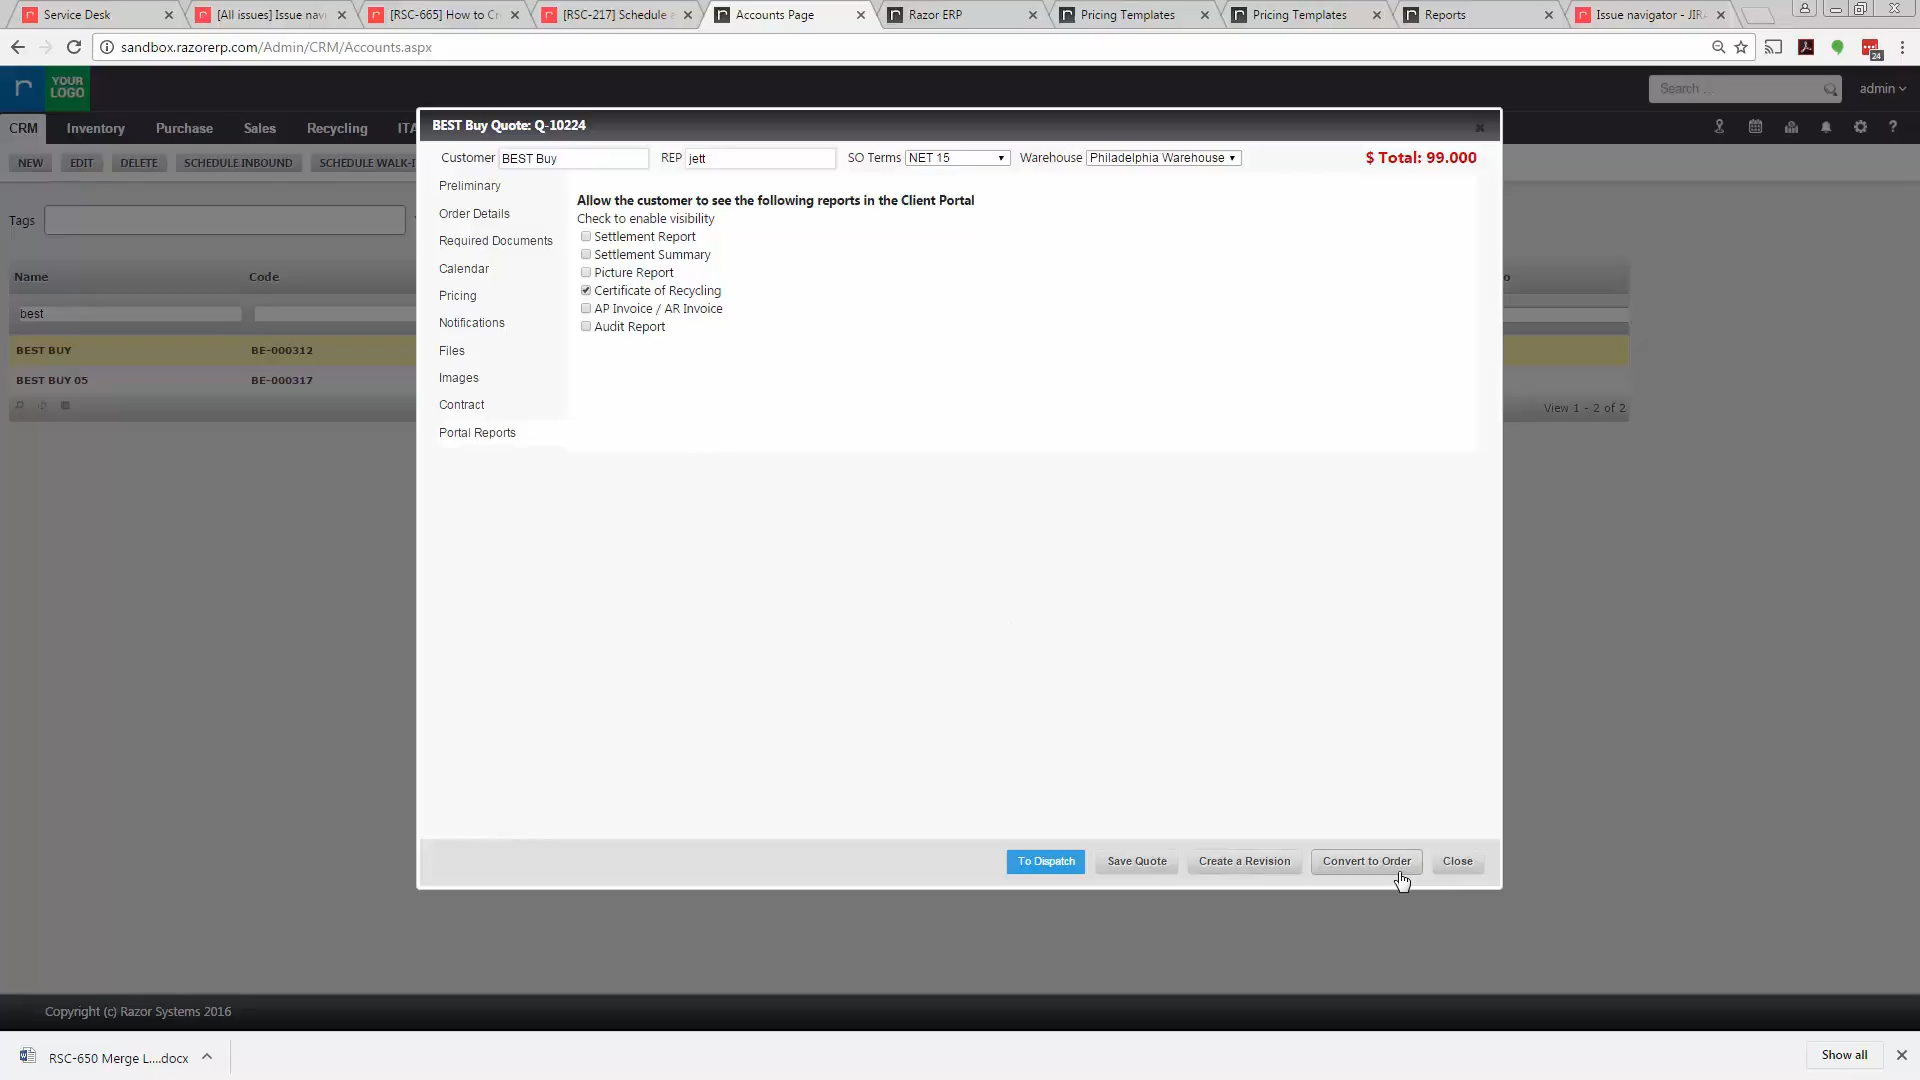 Service Desk
[All issues] Issue nav
[RSC-665] How to Cr
[RSC-217] Schedule a
Accounts Page
Razor ERP
Pricing Templates
Pricing Templates
Reports
Issue navigator - JIR
sandbox.razorerp.com/Admin/CRM/Accounts.aspx
24
r
YOUR LOGO
Search ...
admin
CRM
Inventory
Purchase
Sales
Recycling
ITA
NEW
EDIT
DELETE
SCHEDULE INBOUND
SCHEDULE WALK-I
Tags
Name
Code
best
BEST BUY
BE-000312
BEST BUY 05
BE-000317
View 1 - 2 of 2
BEST Buy Quote: Q-10224
Customer
BEST Buy
REP
jett
SO Terms
NET 15
Warehouse
Philadelphia Warehouse
$ Total: 99.000
Preliminary
Order Details
Required Documents
Calendar
Pricing
Notifications
Files
Images
Contract
Portal Reports
Allow the customer to see the following reports in the Client Portal
Check to enable visibility
Settlement Report
Settlement Summary
Picture Report
Certificate of Recycling
AP Invoice / AR Invoice
Audit Report
To Dispatch
Save Quote
Create a Revision
Convert to Order
Close
Copyright (c) Razor Systems 2016
RSC-650 Merge L....docx
Show all